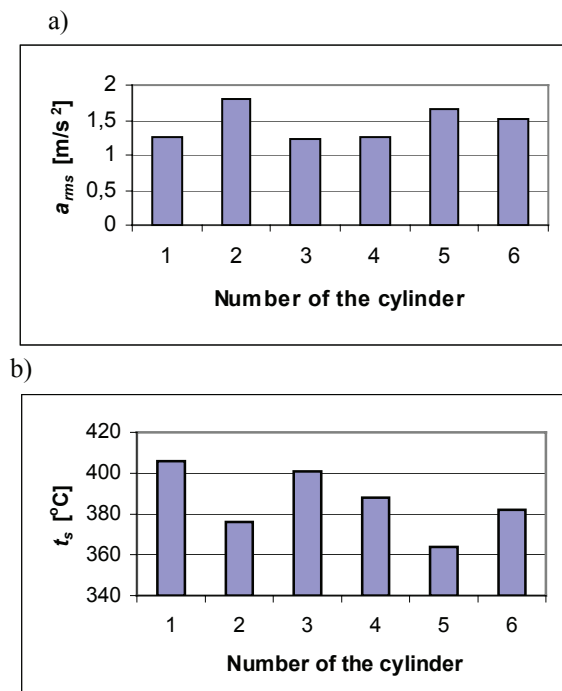 a)
2
1,5
1
0,5
0
a_rms [m/s²]
1 2 3 4 5 6
Number of the cylinder
b)
420
400
380
360
340
t_s [°C]
1 2 3 4 5 6
Number of the cylinder